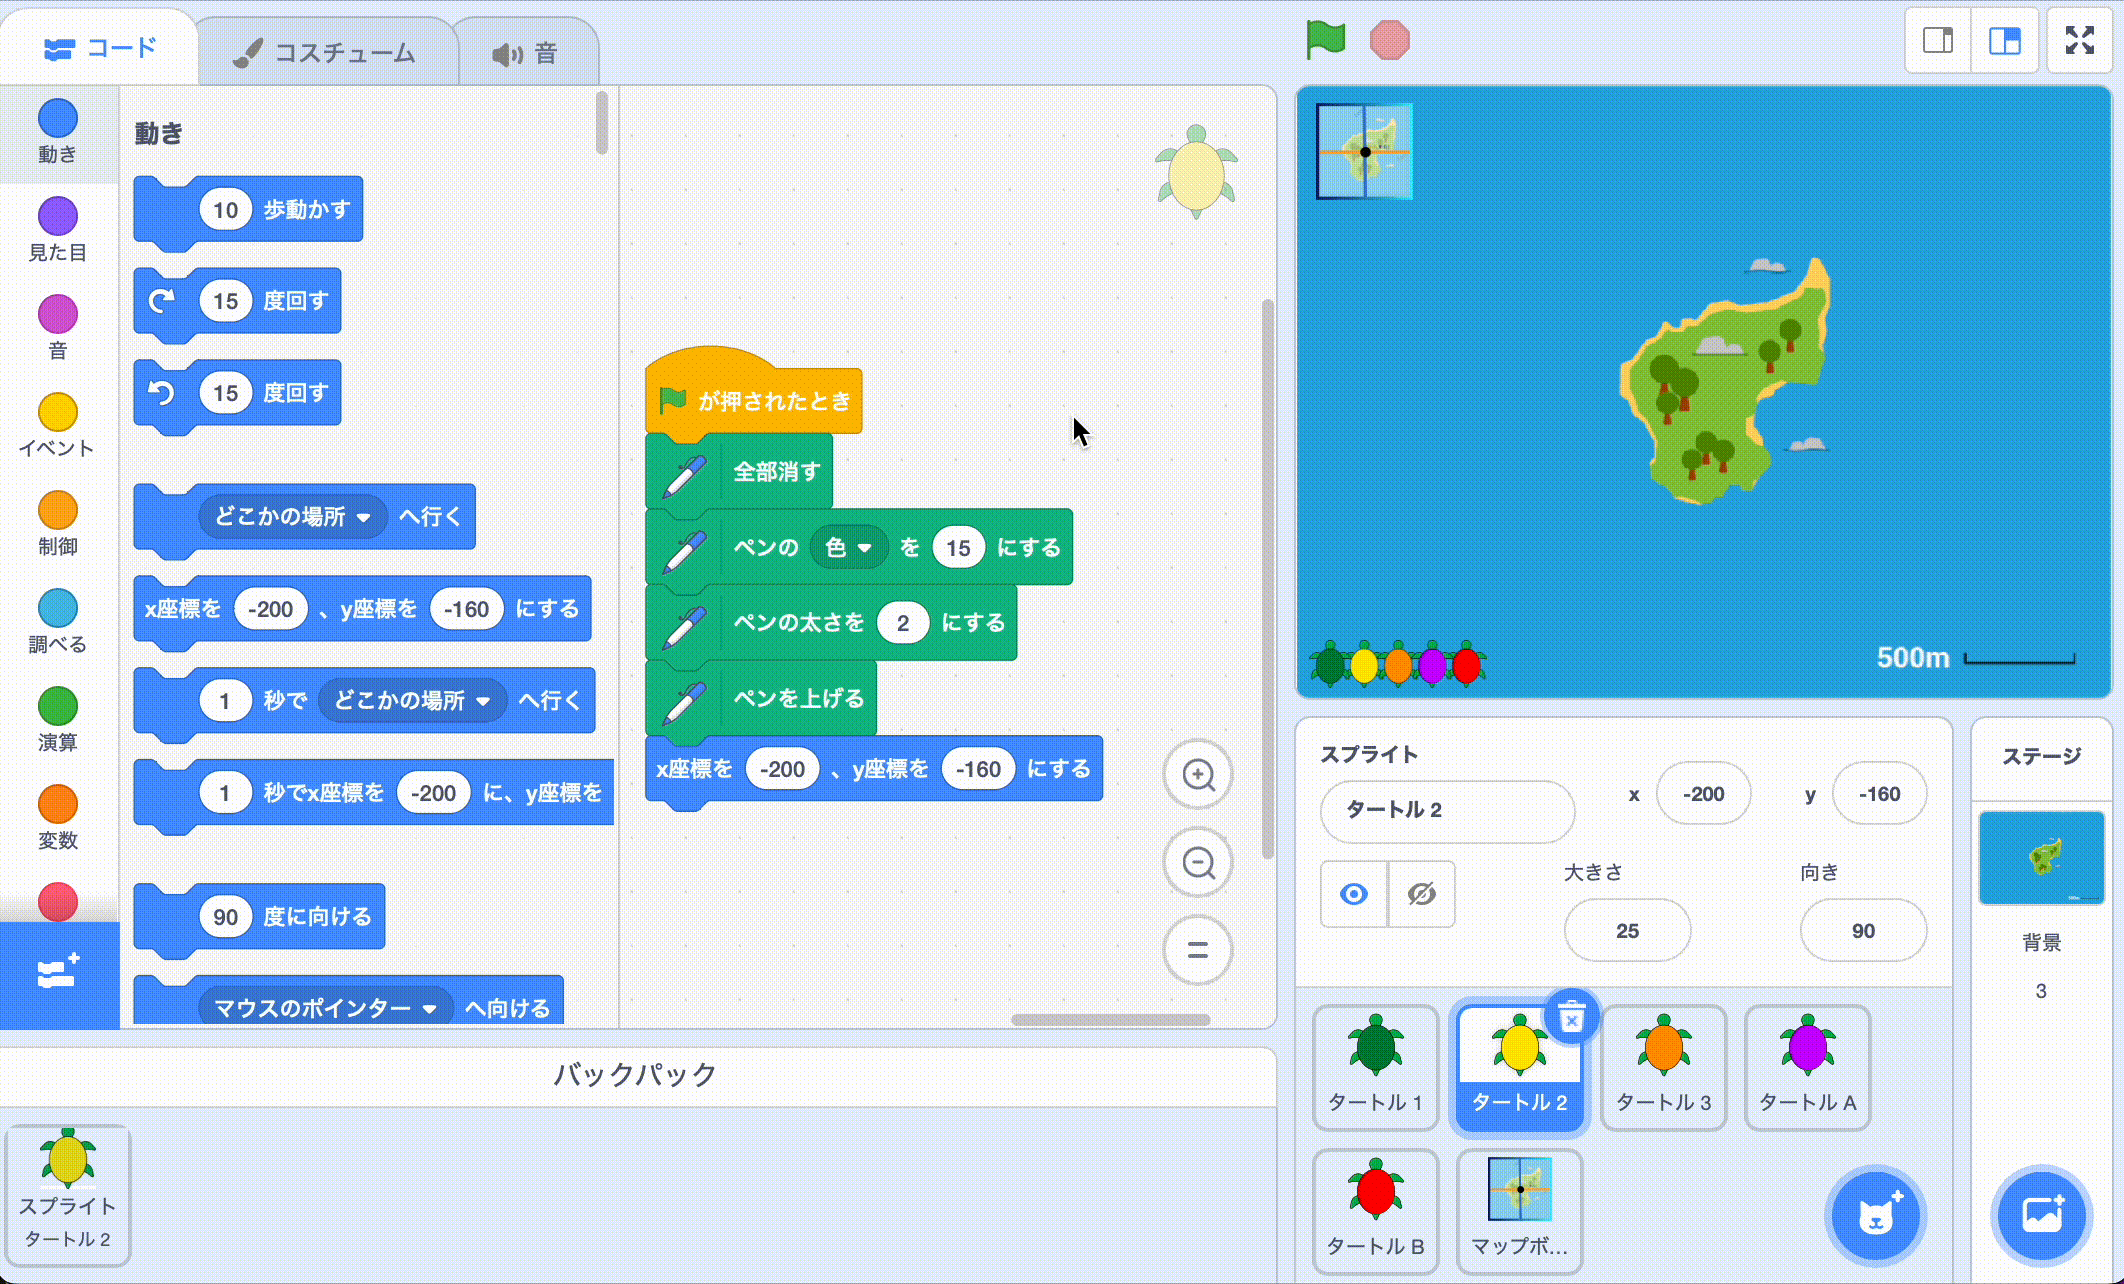 コード
コスチューム
音
動き
見た目
音
イベント
制御
調べる
演算
変数
動き
10 歩動かす
15 度回す
15 度回す
どこかの場所 へ行く
x座標を -200 、y座標を -160 にする
1 秒で どこかの場所 へ行く
1 秒でx座標を -200 に、y座標を
90 度に向ける
マウスのポインター へ向ける
が押されたとき
全部消す
ペンの 色 を 15 にする
ペンの太さを 2 にする
ペンを上げる
x座標を -200 、y座標を -160 にする
500m
スプライト
タートル 2
x -200 y -160
大きさ 25
向き 90
タートル 1
タートル 2
タートル 3
タートル A
タートル B
マップボ...
ステージ
背景
3
バックパック
スプライト
タートル 2